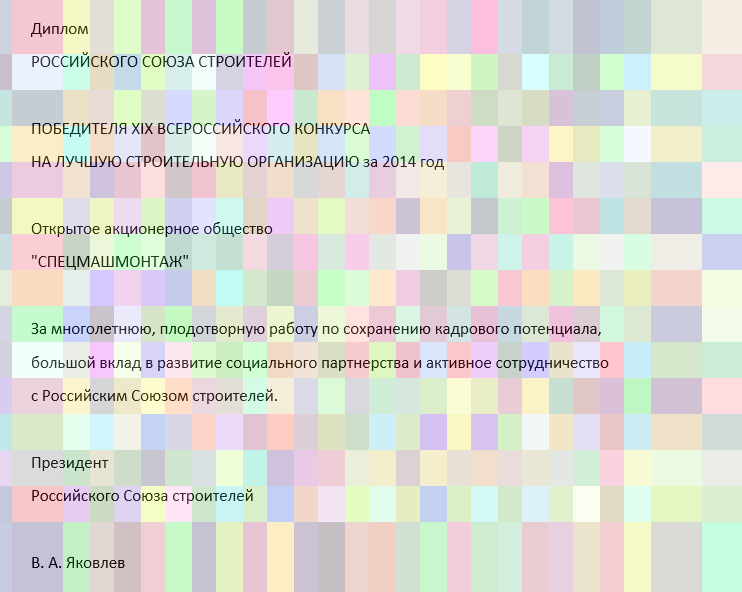 Диплом
РОССИЙСКОГО СОЮЗА СТРОИТЕЛЕЙ
ПОБЕДИТЕЛЯ XIX ВСЕРОССИЙСКОГО КОНКУРСА
НА ЛУЧШУЮ СТРОИТЕЛЬНУЮ ОРГАНИЗАЦИЮ за 2014 год
Открытое акционерное общество
"СПЕЦМАШМОНТАЖ"
За многолетнюю, плодотворную работу по сохранению кадрового потенциала,
большой вклад в развитие социального партнерства и активное сотрудничество
с Российским Союзом строителей.
Президент
Российского Союза строителей
В. А. Яковлев